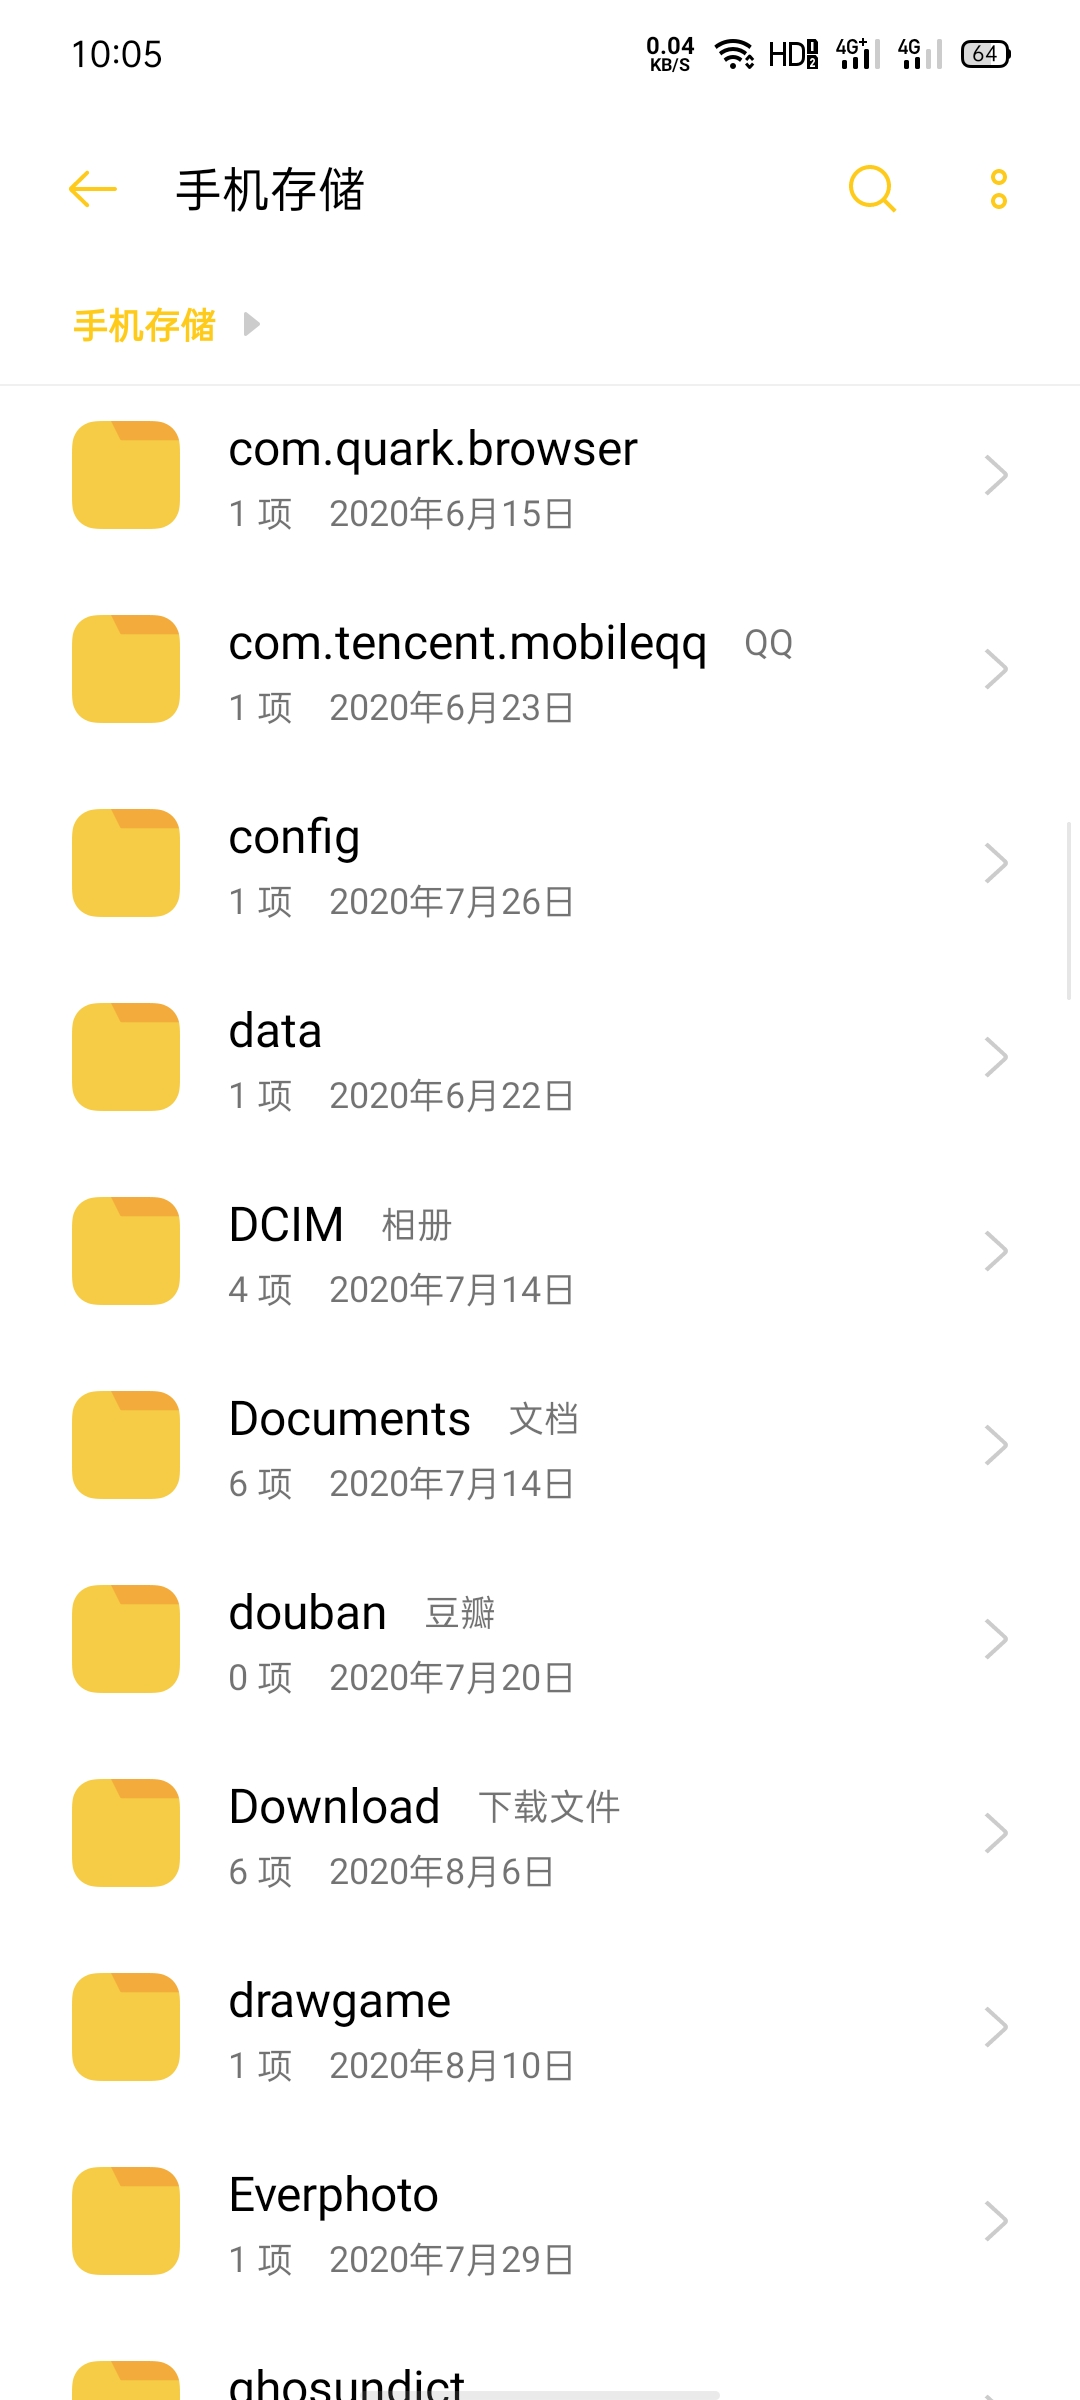 10:05
0.04 KB/S HD 1 2 4G+ 4G 64
手机存储
手机存储
com.quark.browser
1 项 2020年6月15日
com.tencent.mobileqq QQ
1 项 2020年6月23日
config
1 项 2020年7月26日
data
1 项 2020年6月22日
DCIM 相册
4 项 2020年7月14日
Documents 文档
6 项 2020年7月14日
douban 豆瓣
0 项 2020年7月20日
Download 下载文件
6 项 2020年8月6日
drawgame
1 项 2020年8月10日
Everphoto
1 项 2020年7月29日
ghosundict